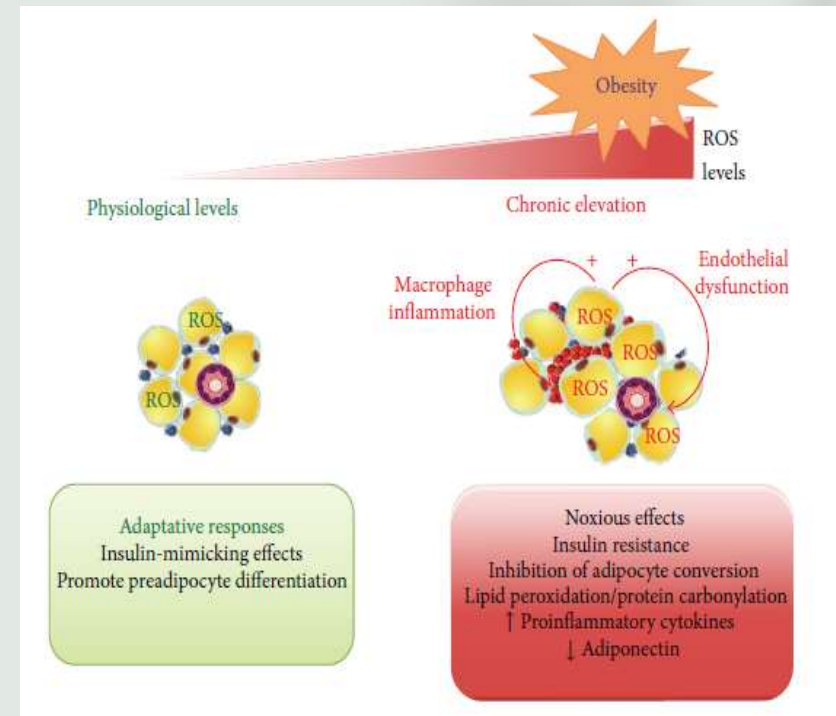 Obesity
ROS
levels
Physiological levels
Chronic elevation
Macrophage
inflammation
+ +
Endothelial
dysfunction
ROS
ROS
ROS
ROS
ROS
ROS
Adaptative responses
Insulin-mimicking effects
Promote preadipocyte differentiation
Noxious effects
Insulin resistance
Inhibition of adipocyte conversion
Lipid peroxidation/protein carbonylation
↑ Proinflammatory cytokines
↓ Adiponectin